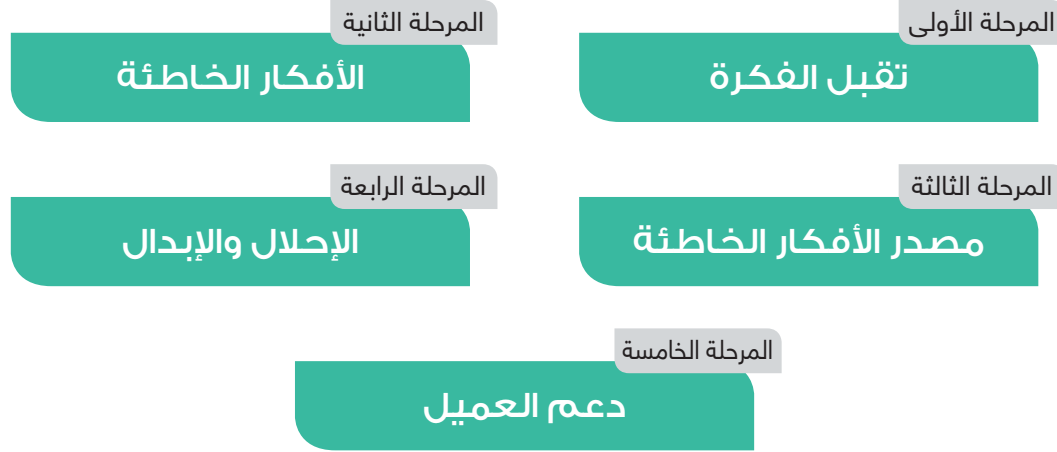 المرحلة الأولى
تقبل الفكرة
المرحلة الثانية
الأفكار الخاطئة
المرحلة الثالثة
مصدر الأفكار الخاطئة
المرحلة الرابعة
الإحلال والإبدال
المرحلة الخامسة
دعم العميل